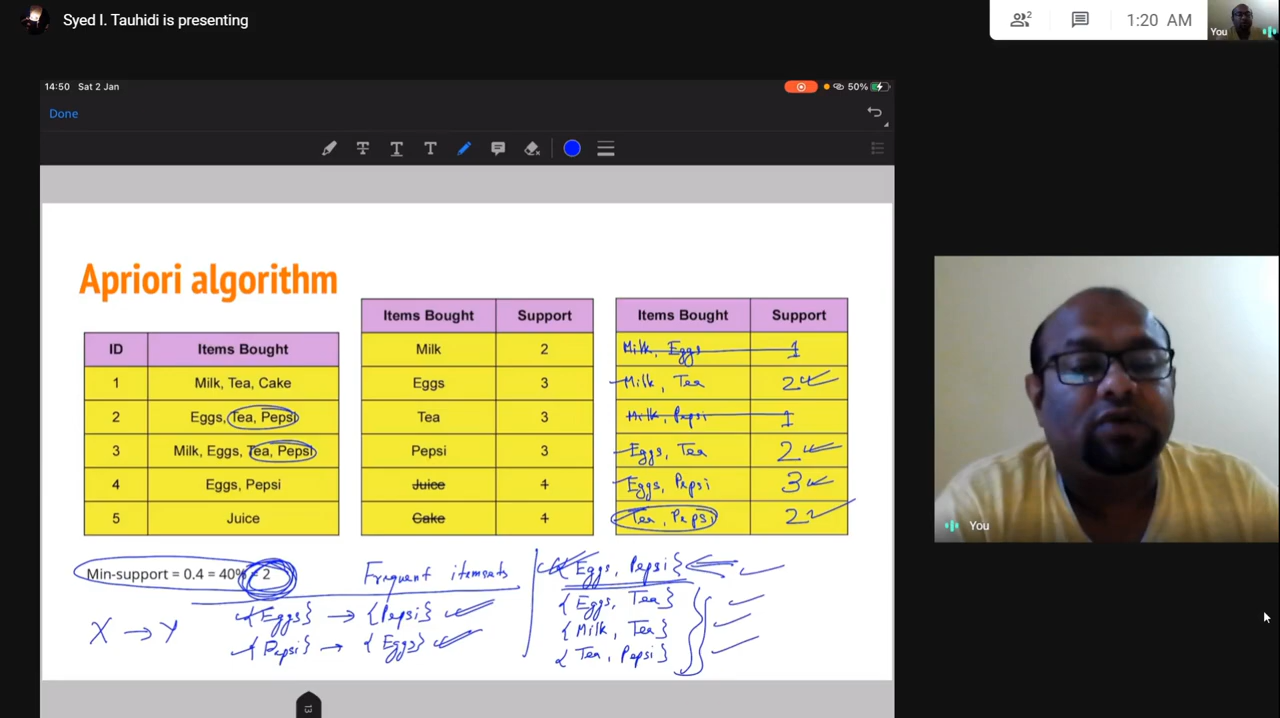 Syed I. Tauhidi is presenting
2
1:20 AM
You
14:50 Sat 2 Jan
50%
Done
T T T
Apriori algorithm
ID Items Bought
1 Milk, Tea, Cake
2 Eggs, Tea, Pepsi
3 Milk, Eggs, Tea, Pepsi
4 Eggs, Pepsi
5 Juice
Items Bought Support
Milk 2
Eggs 3
Tea 3
Pepsi 3
Juice 1
Cake 1
Items Bought Support
Milk, Eggs 1
Milk, Tea 2
Milk, Pepsi 1
Eggs, Tea 2
Eggs, Pepsi 3
Tea, Pepsi 2
Min-support = 0.4 = 40% = 2
X → Y
Frequent itemsets
{Eggs} → {Pepsi}
{Pepsi} → {Eggs}
{Eggs, Pepsi}
{Eggs, Tea}
{Milk, Tea}
{Tea, Pepsi}
13
You